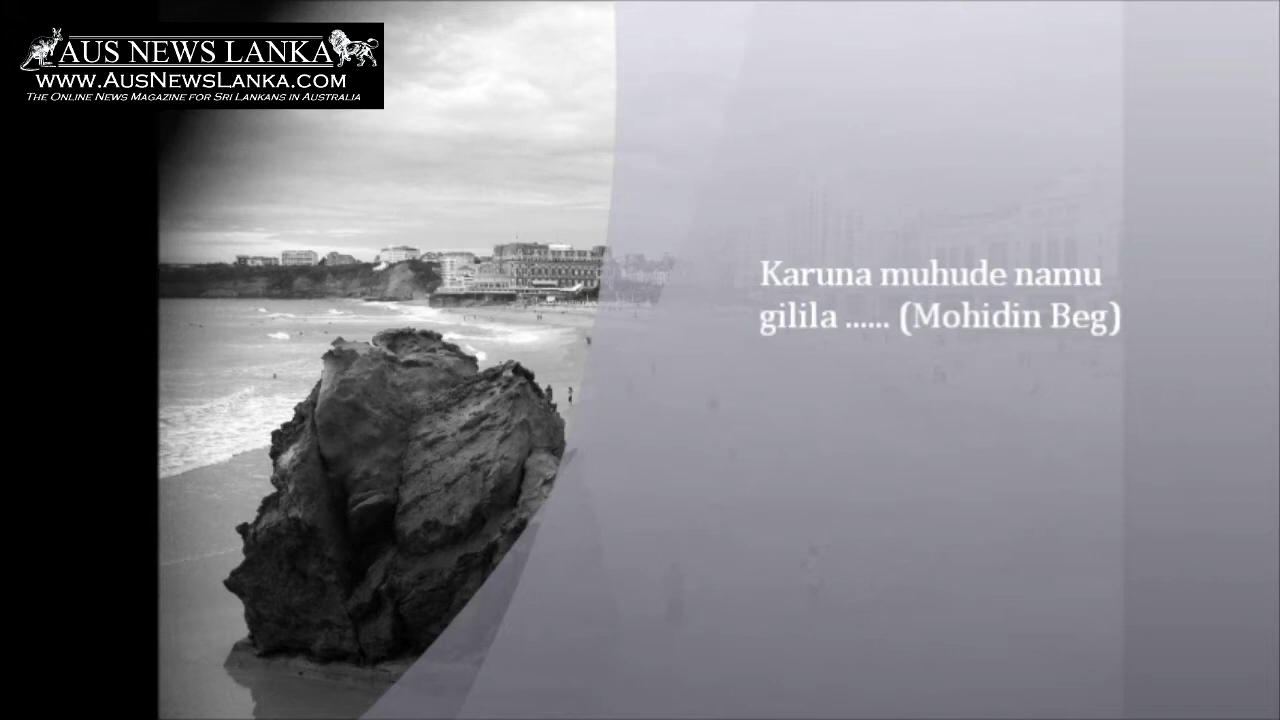 AUS NEWS LANKA
WWW.AUSNEWSLANKA.COM
THE ONLINE NEWS MAGAZINE FOR SRI LANKANS IN AUSTRALIA
Karuna muhude namu
gilila ...... (Mohidin Beg)